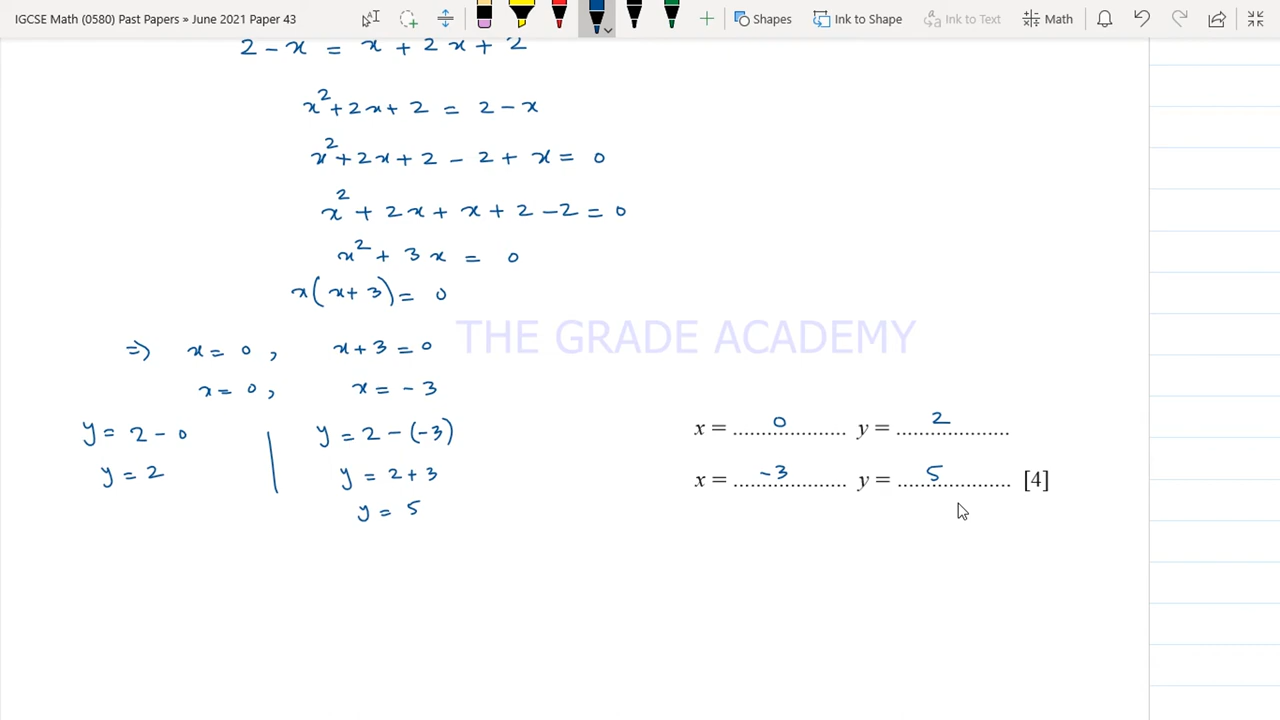 IGCSE Math (0580) Past Papers » June 2021 Paper 43
Shapes
Ink to Shape
Ink to Text
Math
2 - x = x + 2x + 2
x² + 2x + 2 = 2 - x
x² + 2x + 2 - 2 + x = 0
x² + 2x + x + 2 - 2 = 0
x² + 3x = 0
x(x + 3) = 0
THE GRADE ACADEMY
=> x = 0, x + 3 = 0
x = 0, x = -3
y = 2 - 0 | y = 2 - (-3)
y = 2 y = 2 + 3
y = 5
x = ........0........ y = ........2........
x = ........-3........ y = ........5........ [4]